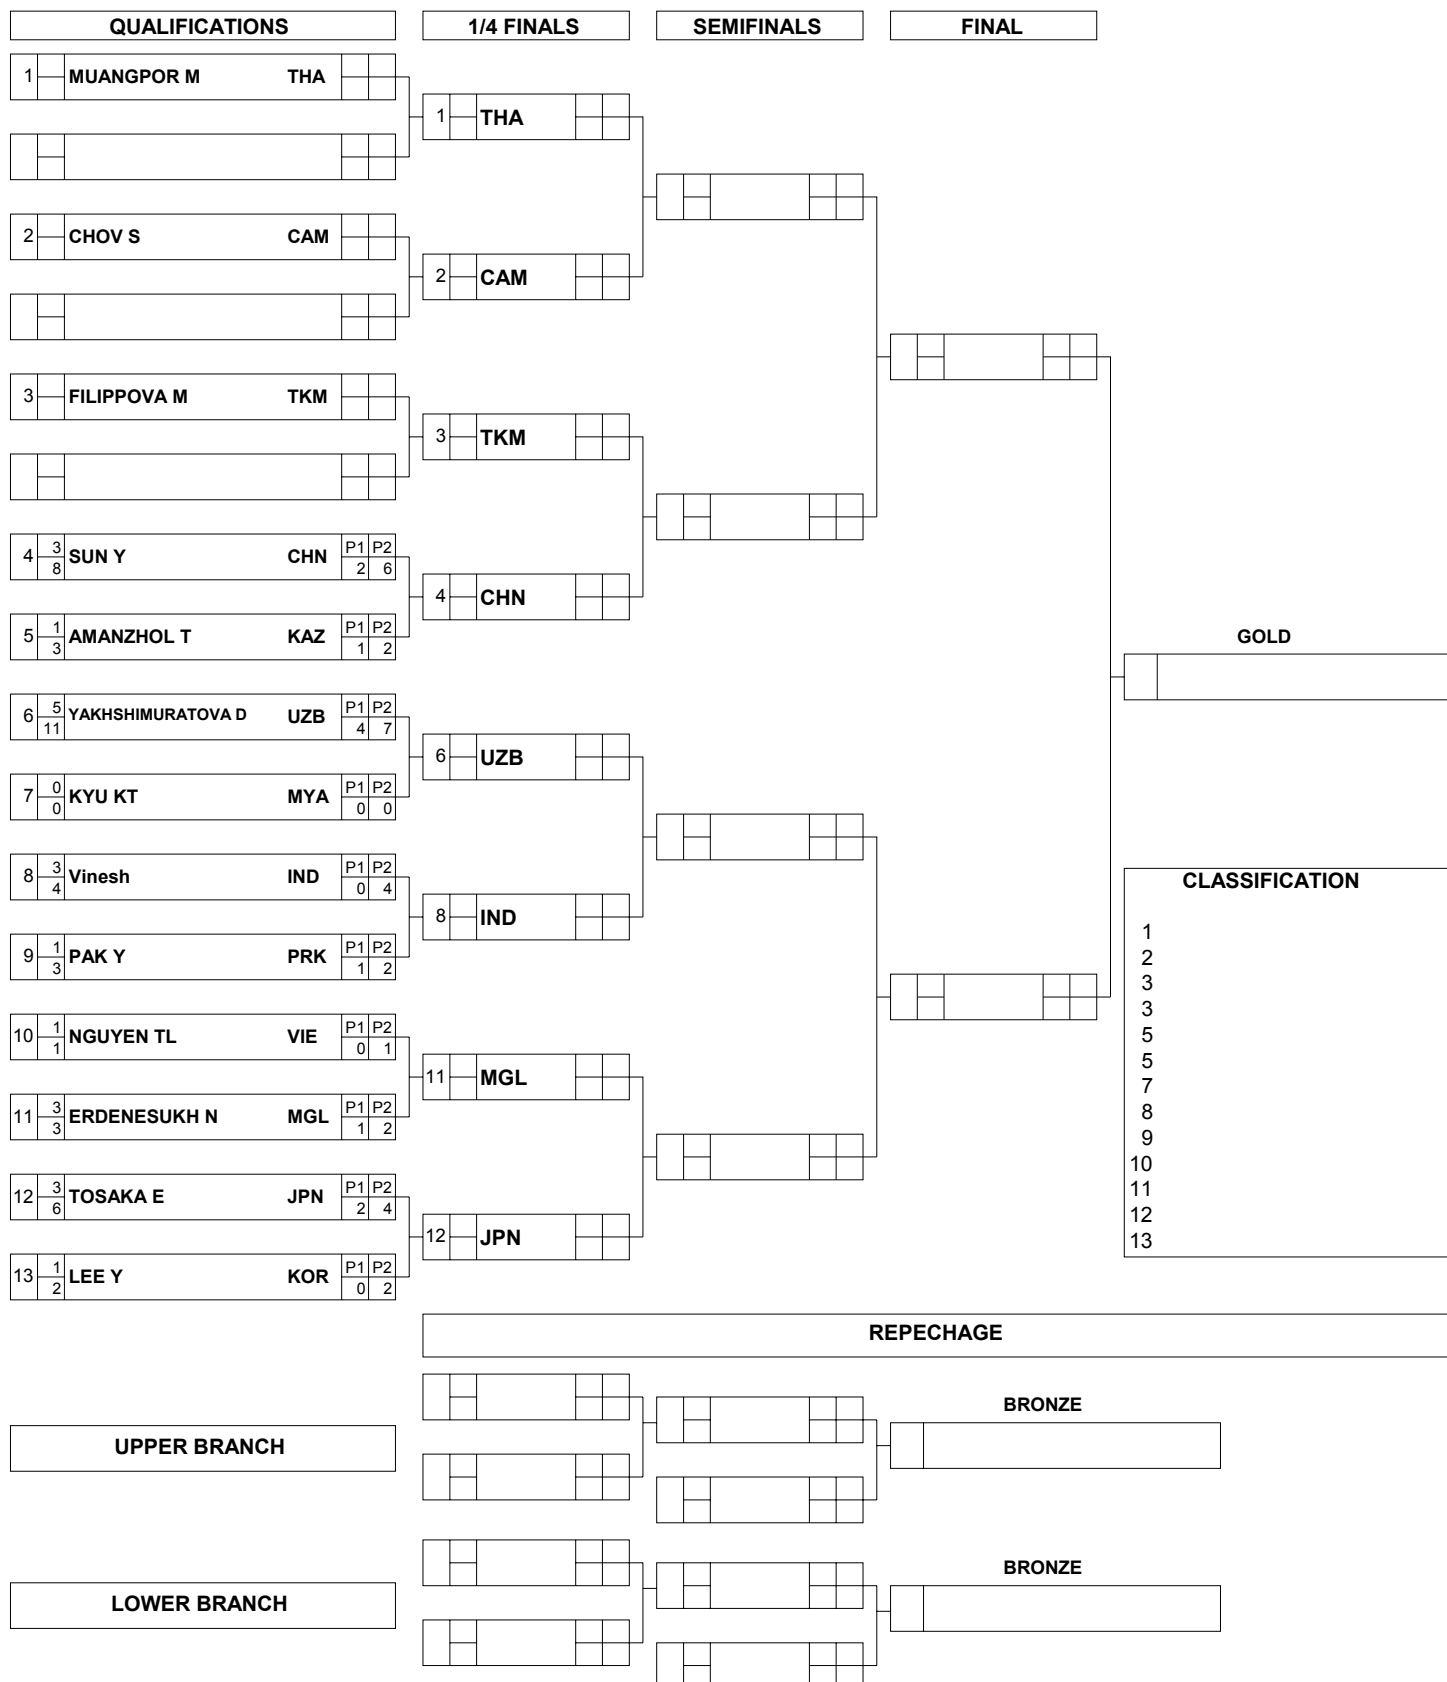 QUALIFICATIONS 1/4 FINALS SEMIFINALS FINAL
1 MUANGPOR M THA
1 THA
2 CHOV S CAM
2 CAM
3 FILIPPOVA M TKM
3 TKM
4 3 8 SUN Y CHN P1 P2 2 6
4 CHN
5 1 3 AMANZHOL T KAZ P1 P2 1 2
GOLD
6 5 11 YAKHSHIMURATOVA D UZB P1 P2 4 7
6 UZB
7 0 0 KYU KT MYA P1 P2 0 0
8 3 4 Vinesh IND P1 P2 0 4
8 IND
9 1 3 PAK Y PRK P1 P2 1 2
10 1 1 NGUYEN TL VIE P1 P2 0 1
11 MGL
11 3 3 ERDENESUKH N MGL P1 P2 1 2
12 3 6 TOSAKA E JPN P1 P2 2 4
12 JPN
13 1 2 LEE Y KOR P1 P2 0 2
CLASSIFICATION
1
2
3
3
5
5
7
8
9
10
11
12
13
REPECHAGE
BRONZE
UPPER BRANCH
BRONZE
LOWER BRANCH